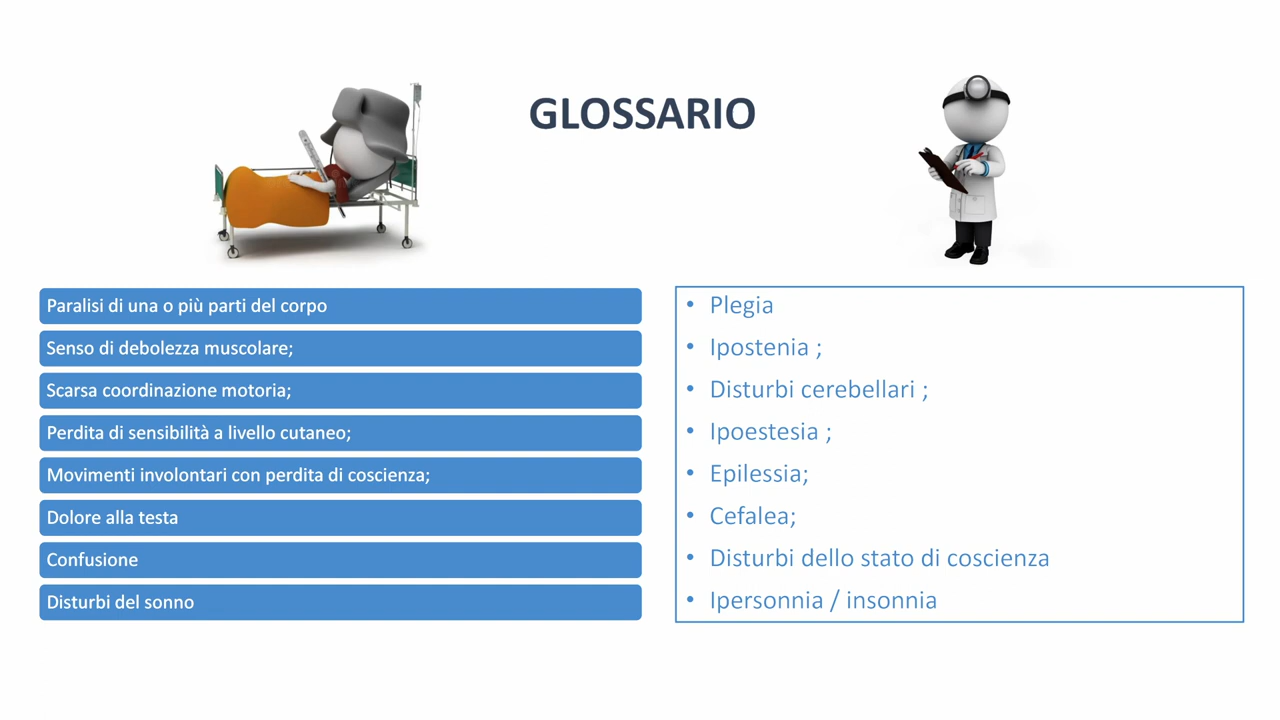 GLOSSARIO
Paralisi di una o più parti del corpo
Senso di debolezza muscolare;
Scarsa coordinazione motoria;
Perdita di sensibilità a livello cutaneo;
Movimenti involontari con perdita di coscienza;
Dolore alla testa
Confusione
Disturbi del sonno
• Plegia
• Ipostenia ;
• Disturbi cerebellari ;
• Ipoestesia ;
• Epilessia;
• Cefalea;
• Disturbi dello stato di coscienza
• Ipersonnia / insonnia